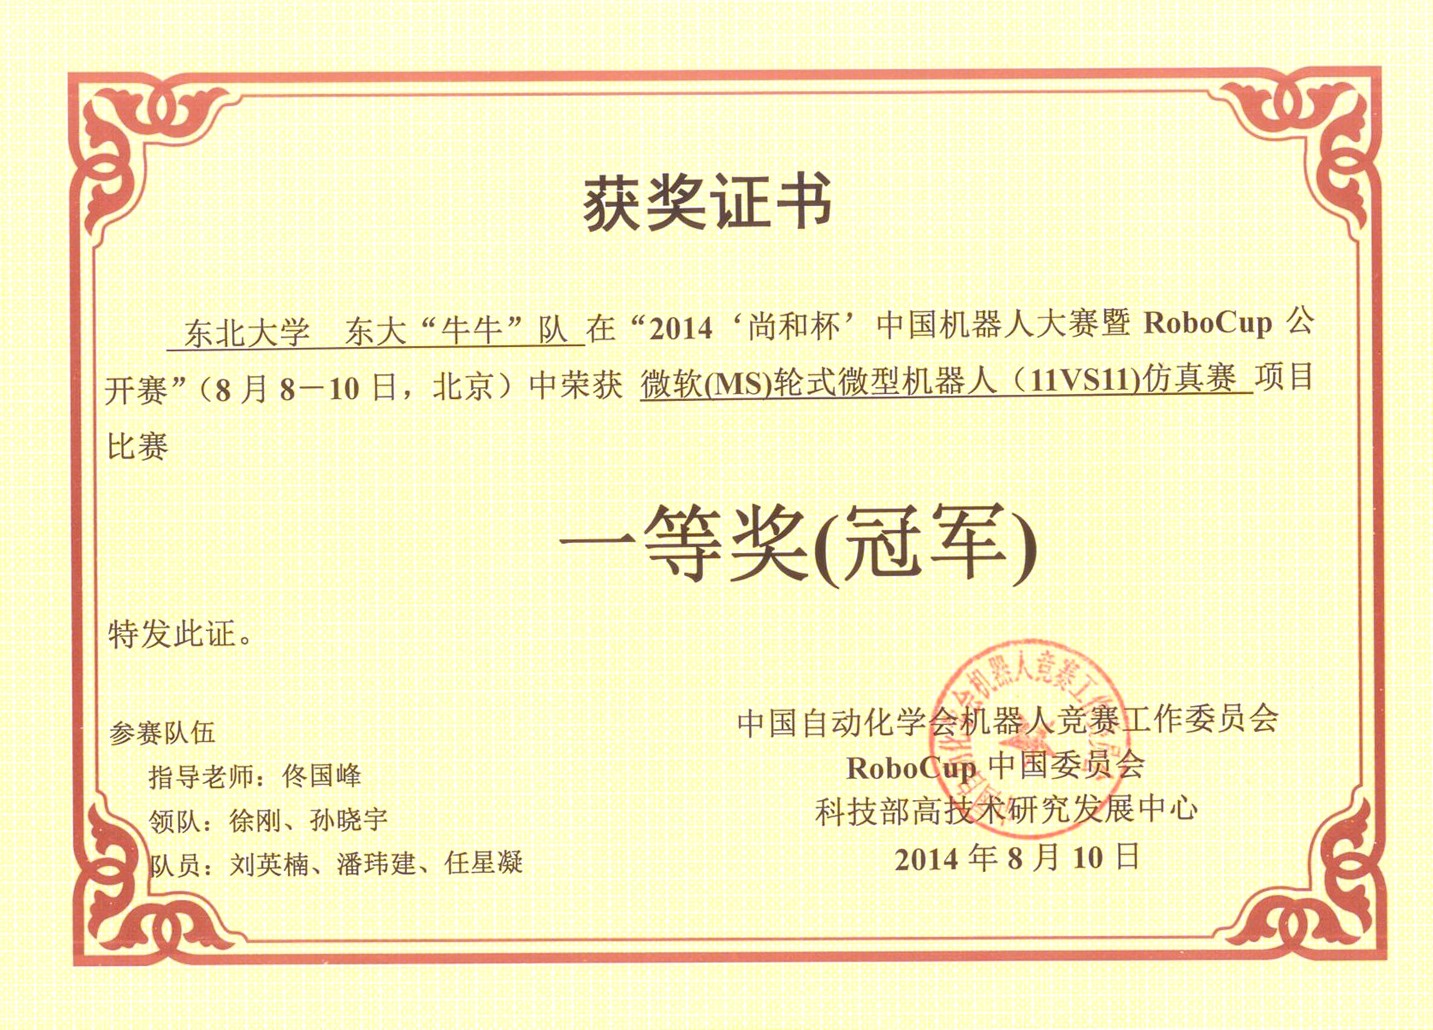 获奖证书
东北大学 东大“牛牛”队 在“2014‘尚和杯’中国机器人大赛暨 RoboCup 公
开赛”（8 月 8－10 日，北京）中荣获 微软(MS)轮式微型机器人（11VS11)仿真赛 项目
比赛
一等奖(冠军)
特发此证。
参赛队伍
指导老师：佟国峰
领队：徐刚、孙晓宇
队员：刘英楠、潘玮建、任星凝
中国自动化学会机器人竞赛工作委员会
RoboCup 中国委员会
科技部高技术研究发展中心
2014 年 8 月 10 日
中国自动化学会机器人竞赛工作委员会